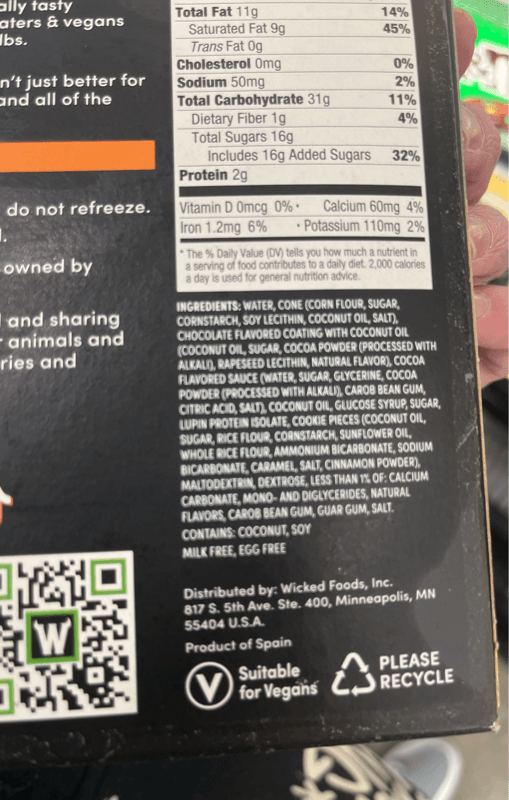 ally tasty
aters & vegans
lbs.
n't just better for
and all of the
do not refreeze.
owned by
and sharing
animals and
ries and
Total Fat 11g 14%
Saturated Fat 9g 45%
Trans Fat 0g
Cholesterol 0mg 0%
Sodium 50mg 2%
Total Carbohydrate 31g 11%
Dietary Fiber 1g 4%
Total Sugars 16g
Includes 16g Added Sugars 32%
Protein 2g
Vitamin D 0mcg 0% • Calcium 60mg 4%
Iron 1.2mg 6% • Potassium 110mg 2%
* The % Daily Value (DV) tells you how much a nutrient in
a serving of food contributes to a daily diet. 2,000 calories
a day is used for general nutrition advice.
INGREDIENTS: WATER, CONE (CORN FLOUR, SUGAR,
CORNSTARCH, SOY LECITHIN, COCONUT OIL, SALT),
CHOCOLATE FLAVORED COATING WITH COCONUT OIL
(COCONUT OIL, SUGAR, COCOA POWDER (PROCESSED WITH
ALKALI), RAPESEED LECITHIN, NATURAL FLAVOR), COCOA
FLAVORED SAUCE (WATER, SUGAR, GLYCERINE, COCOA
POWDER (PROCESSED WITH ALKALI), CAROB BEAN GUM,
CITRIC ACID, SALT), COCONUT OIL, GLUCOSE SYRUP, SUGAR,
LUPIN PROTEIN ISOLATE, COOKIE PIECES (COCONUT OIL,
SUGAR, RICE FLOUR, CORNSTARCH, SUNFLOWER OIL,
WHOLE RICE FLOUR, AMMONIUM BICARBONATE, SODIUM
BICARBONATE, CARAMEL, SALT, CINNAMON POWDER),
MALTODEXTRIN, DEXTROSE, LESS THAN 1% OF: CALCIUM
CARBONATE, MONO- AND DIGLYCERIDES, NATURAL
FLAVORS, CAROB BEAN GUM, GUAR GUM, SALT.
CONTAINS: COCONUT, SOY
MILK FREE, EGG FREE
Distributed by: Wicked Foods, Inc.
817 S. 5th Ave. Ste. 400, Minneapolis, MN
55404 U.S.A.
Product of Spain
V Suitable
for Vegans
PLEASE
RECYCLE
W